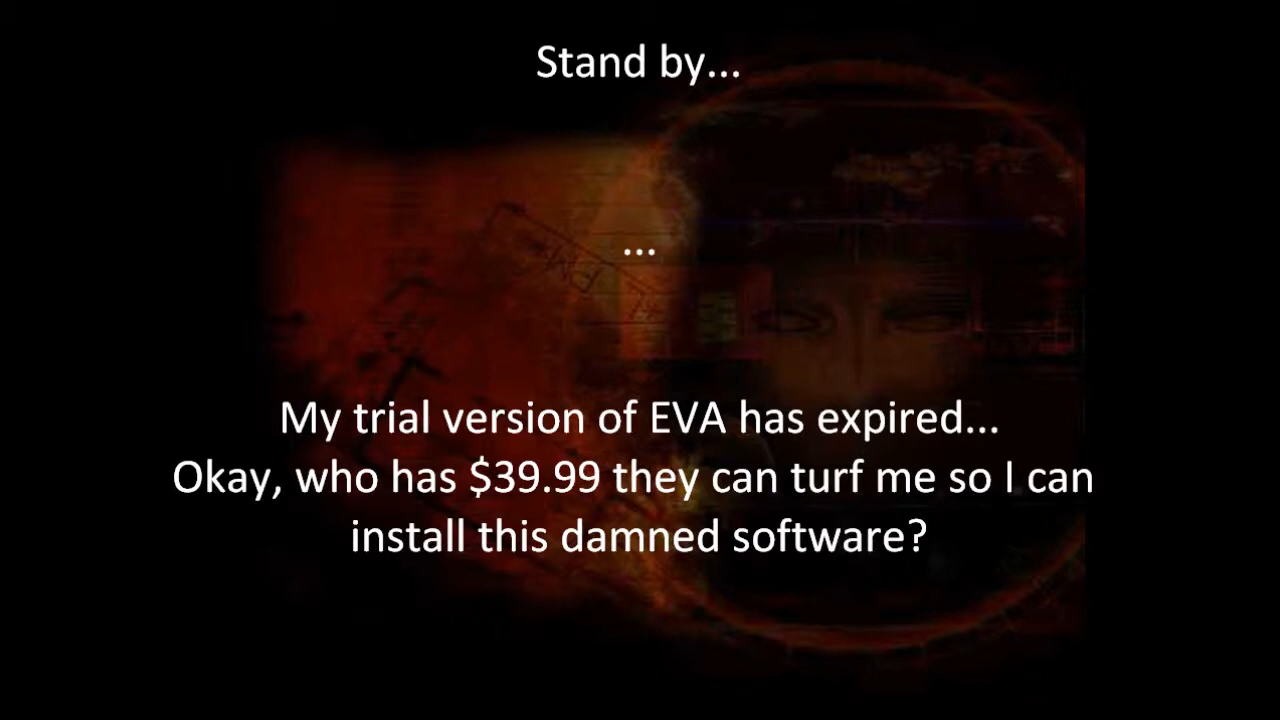 Stand by...
...
My trial version of EVA has expired...
Okay, who has $39.99 they can turf me so I can
install this damned software?